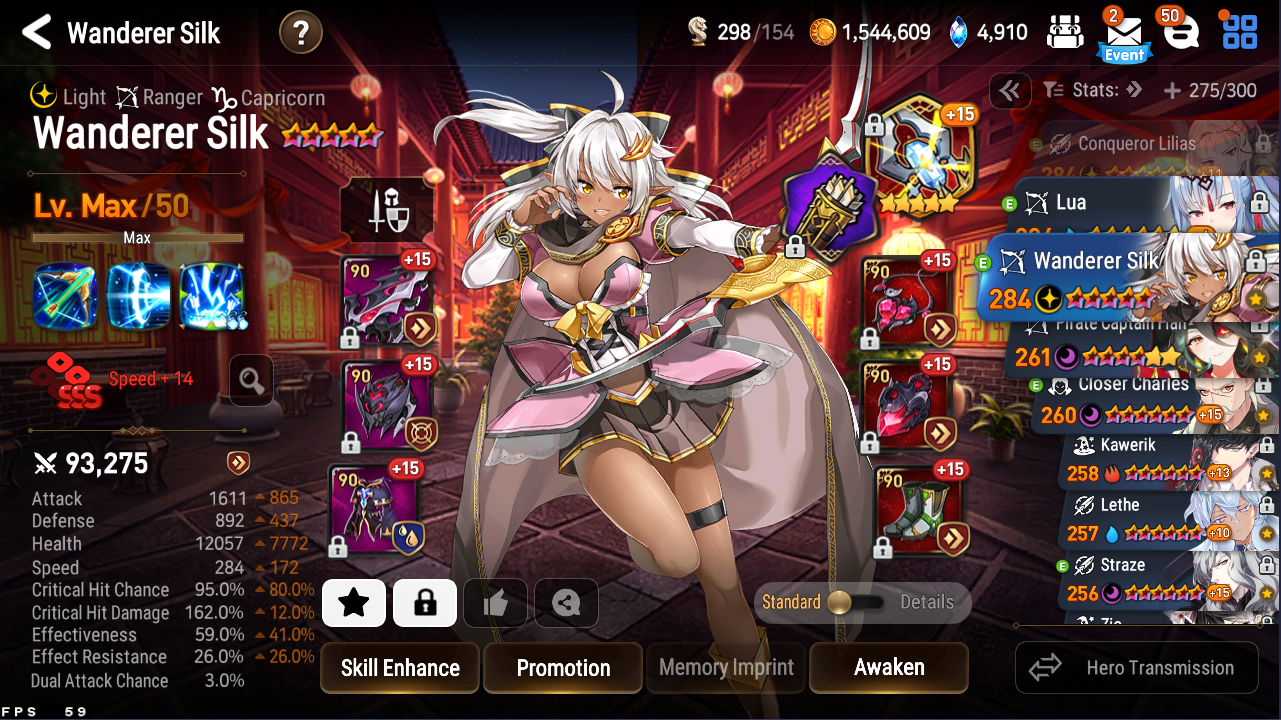 Wanderer Silk
?
298/154
1,544,609
4,910
2
Event
50
Light Ranger Capricorn
Wanderer Silk
Lv. Max/50
Max
Speed + 14
93,275
Attack 1611 865
Defense 892 437
Health 12057 7772
Speed 284 172
Critical Hit Chance 95.0% 80.0%
Critical Hit Damage 162.0% 12.0%
Effectiveness 59.0% 41.0%
Effect Resistance 26.0% 26.0%
Dual Attack Chance 3.0%
FPS 59
90 +15
90 +15
90 +15
+15
90 +15
90 +15
90 +15
Standard
Details
Skill Enhance
Promotion
Memory Imprint
Awaken
Stats:
275/300
E Conqueror Lilias
E Lua
E Wanderer Silk
284
261
E Closer Charles
260 +15
Kawerik
258 +13
Lethe
257 +10
E Straze
256 +15
Hero Transmission